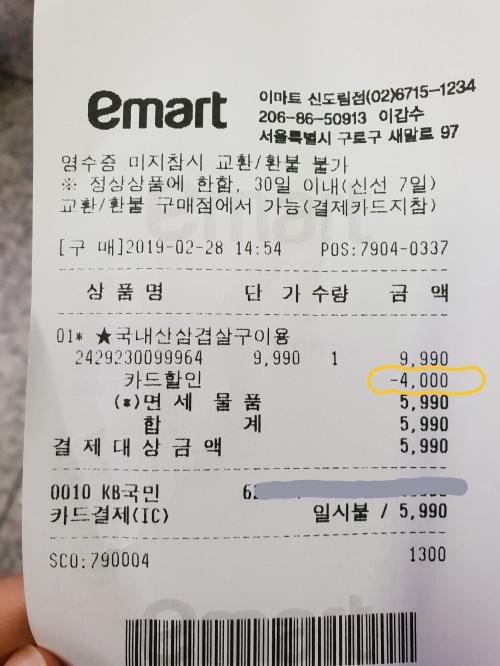 emart
이마트 신도림점(02)6715-1234
206-86-50913 이갑수
서울특별시 구로구 새말로 97
영수증 미지참시 교환/환불 불가
※ 정상상품에 한함, 30일 이내(신선 7일)
교환/환불 구매점에서 가능(결제카드지참)
[구 매]2019-02-28 14:54 POS:7904-0337
상 품 명 단 가 수량 금 액
01* ★국내산삼겹살구이용
2429230099964 9,990 1 9,990
카드할인 -4,000
(*)면 세 물 품 5,990
합 계 5,990
결 제 대 상 금 액 5,990
0010 KB국민
카드결제(IC) 일시불 / 5,990
SCO:790004 1300